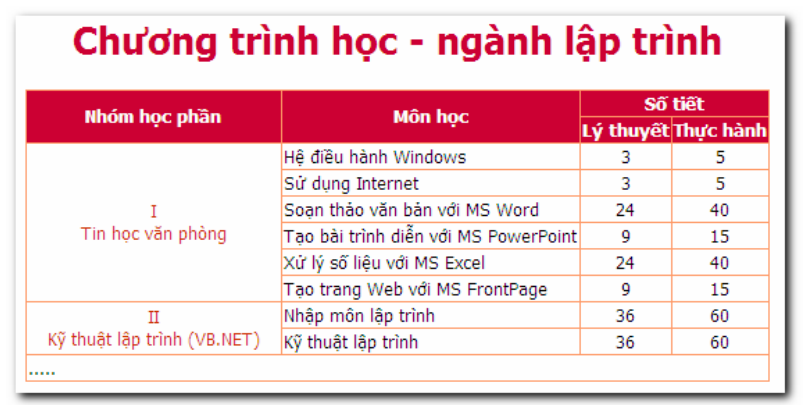 Chương trình học - ngành lập trình
Nhóm học phần Môn học Số tiết
Lý thuyết Thực hành
I
Tin học văn phòng
Hệ điều hành Windows 3 5
Sử dụng Internet 3 5
Soạn thảo văn bản với MS Word 24 40
Tạo bài trình diễn với MS PowerPoint 9 15
Xử lý số liệu với MS Excel 24 40
Tạo trang Web với MS FrontPage 9 15
II
Kỹ thuật lập trình (VB.NET)
Nhập môn lập trình 36 60
Kỹ thuật lập trình 36 60
.....